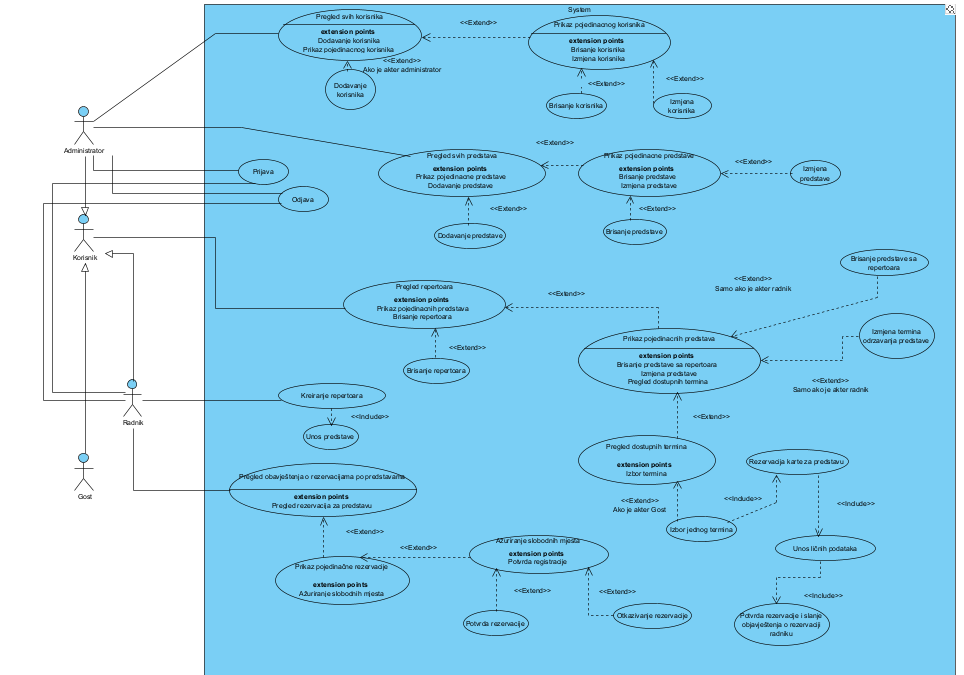 System
Pregled svih korisnika
extension points
Dodavanje korisnika
Prikaz pojedinacnog korisnika
<<Extend>>
Prikaz pojedinacnog korisnika
extension points
Brisanje korisnika
Izmjena korisnika
<<Extend>>
Ako je akter administrator
Dodavanje
korisnika
<<Extend>>
<<Extend>>
Brisanje korisnika
Izmjena
korisnika
Administrator
Prijava
Odjava
Pregled svih predstava
extension points
Prikaz pojedinacne predstave
Dodavanje predstave
<<Extend>>
Prikaz pojedinacne predstave
extension points
Brisanje predstave
Izmjena predstave
<<Extend>>
Izmjena
predstave
<<Extend>>
<<Extend>>
Dodavanje predstave
Brisanje predstave
Korisnik
Pregled repertoara
extension points
Prikaz pojedinacnih predstava
Brisanje repertoara
<<Extend>>
<<Extend>>
Samo ako je akter radnik
Brisanje predstave sa
repertoara
Prikaz pojedinacnih predstava
extension points
Brisanje predstave sa repertoara
Izmjena predstave
Pregled dostupnih termina
Izmjena termina
odrzavanja predstave
<<Extend>>
Samo ako je akter radnik
<<Extend>>
Brisanje repertoara
Radnik
Kreiranje repertoara
<<Include>>
Unos predstave
<<Extend>>
Pregled dostupnih termina
extension points
Izbor termina
Rezervacija karte za predstavu
Gost
Pregled obavještenja o rezervacijama po predstavama
extension points
Pregled rezervacija za predstavu
<<Extend>>
Ako je akter Gost
<<Include>>
<<Include>>
Izbor jednog termina
<<Extend>>
<<Extend>>
Ažuriranje slobodnih mjesta
extension points
Potvrda registracije
Unos ličnih podataka
Prikaz pojedinačne rezervacije
extension points
Ažuriranje slobodnih mjesta
<<Extend>>
<<Extend>>
<<Include>>
Potvrda rezervacije
Otkazivanje rezervacije
Potvrda rezervacije i slanje
objavještenja o rezervaciji
radniku